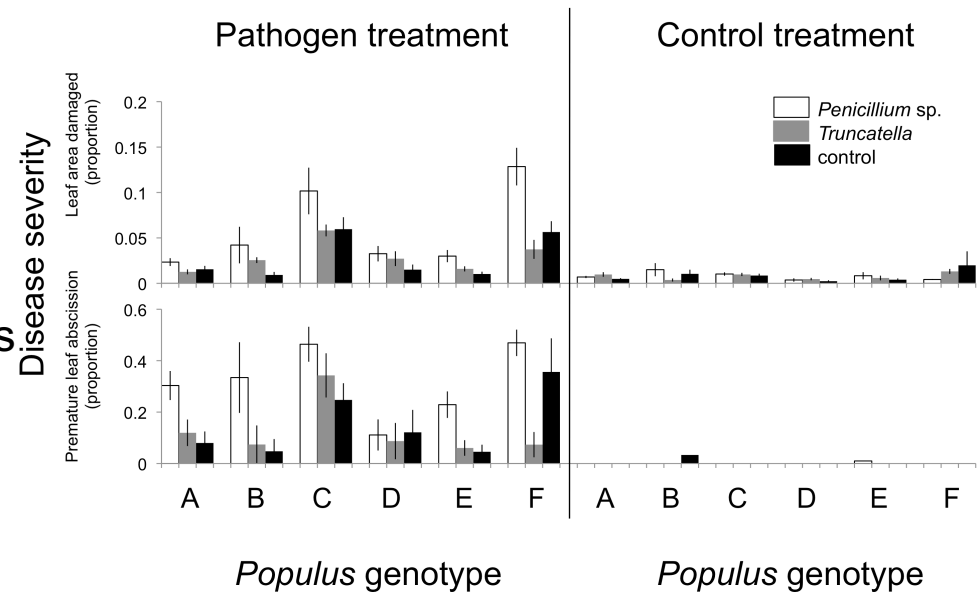 Pathogen treatment
Control treatment
Leaf area damaged
(proportion)
0.2
0.15
0.1
0.05
0
Penicillium sp.
Truncatella
control
s
Disease severity
Premature leaf abscission
(proportion)
0.6
0.4
0.2
0
A B C D E F
A B C D E F
Populus genotype
Populus genotype